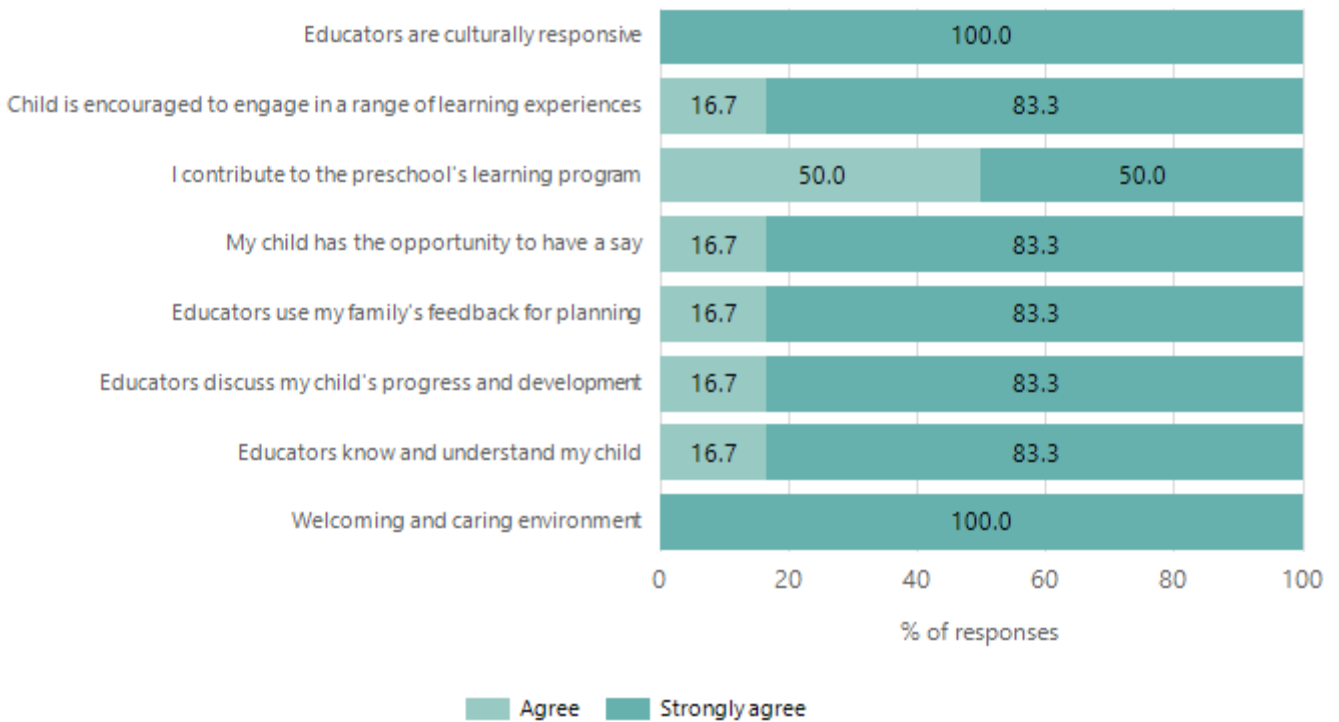 Educators are culturally responsive 100.0
Child is encouraged to engage in a range of learning experiences 16.7 83.3
I contribute to the preschool's learning program 50.0 50.0
My child has the opportunity to have a say 16.7 83.3
Educators use my family's feedback for planning 16.7 83.3
Educators discuss my child's progress and development 16.7 83.3
Educators know and understand my child 16.7 83.3
Welcoming and caring environment 100.0
0 20 40 60 80 100
% of responses
Agree Strongly agree